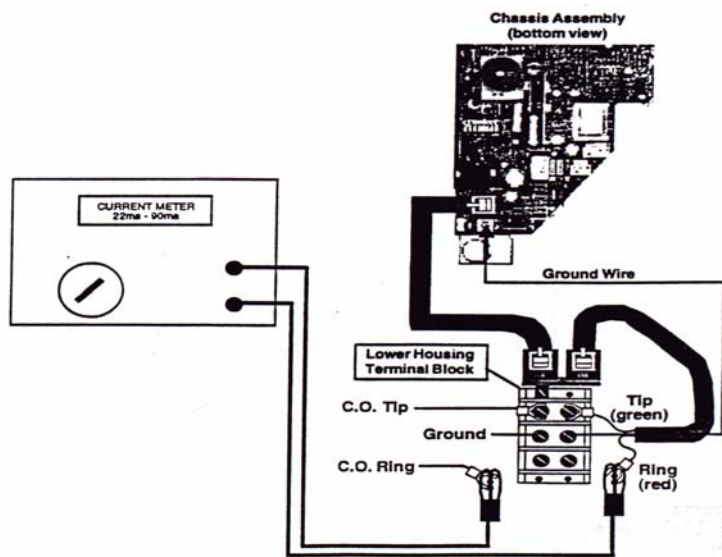 Chassis Assembly
(bottom view)
CURRENT METER
22ma - 90ma
Ground Wire
Lower Housing
Terminal Block
C.O. Tip
Tip
(green)
Ground
C.O. Ring
Ring
(red)